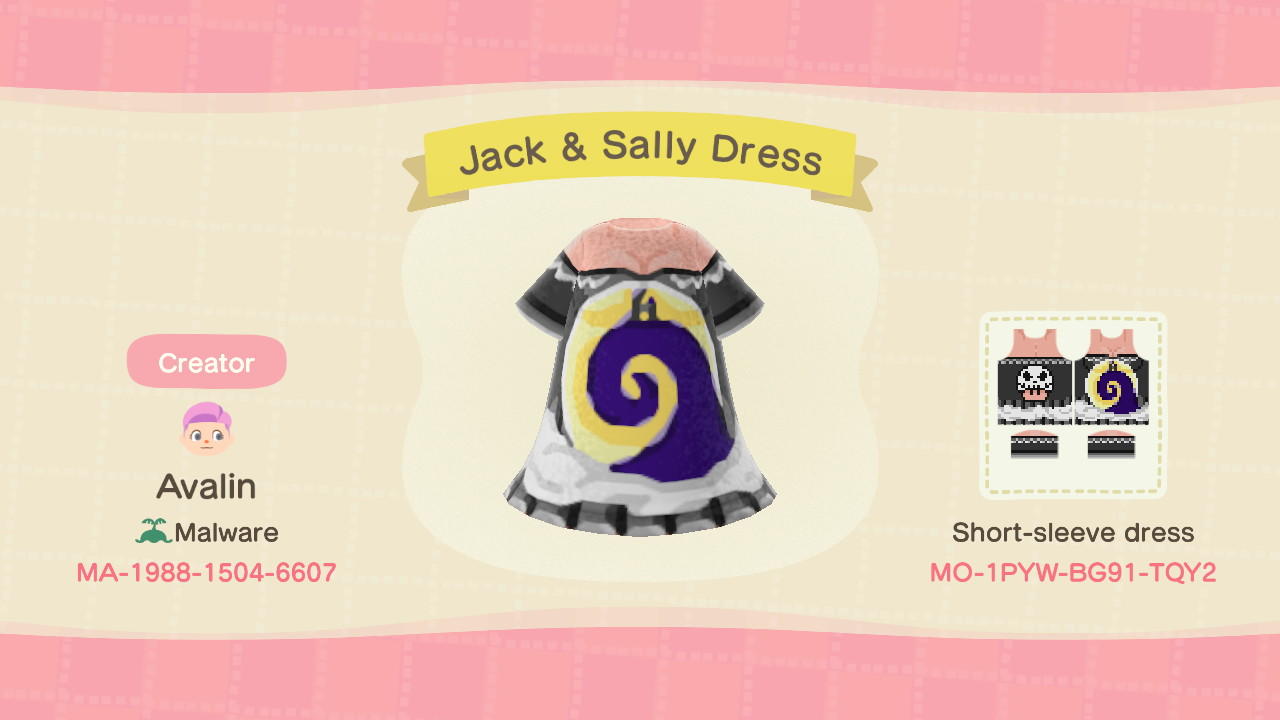 Jack & Sally Dress
Creator
Avalin
Malware
MA-1988-1504-6607
Short-sleeve dress
MO-1PYW-BG91-TQY2